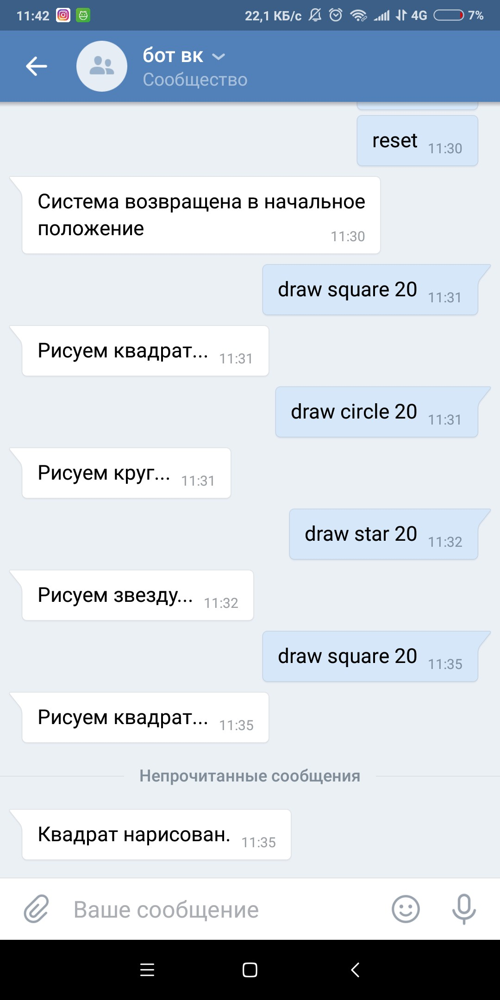 11:42 22,1 КБ/с 4G 7%
бот вк
Сообщество
reset 11:30
Система возвращена в начальное
положение 11:30
draw square 20 11:31
Рисуем квадрат... 11:31
draw circle 20 11:31
Рисуем круг... 11:31
draw star 20 11:32
Рисуем звезду... 11:32
draw square 20 11:35
Рисуем квадрат... 11:35
Непрочитанные сообщения
Квадрат нарисован. 11:35
Ваше сообщение